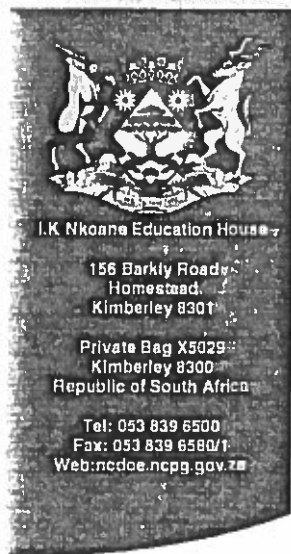 I.K Nkoane Education House
156 Barkly Road
Homestead
Kimberley 8301
Private Bag X5029
Kimberley 8300
Republic of South Africa
Tel: 053 839 6500
Fax: 053 839 6580/1
Web:ncdoe.ncpg.gov.za